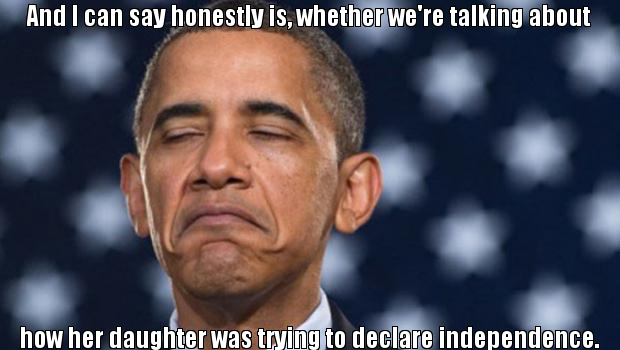 And I can say honestly is, whether we're talking about
how her daughter was trying to declare independence.